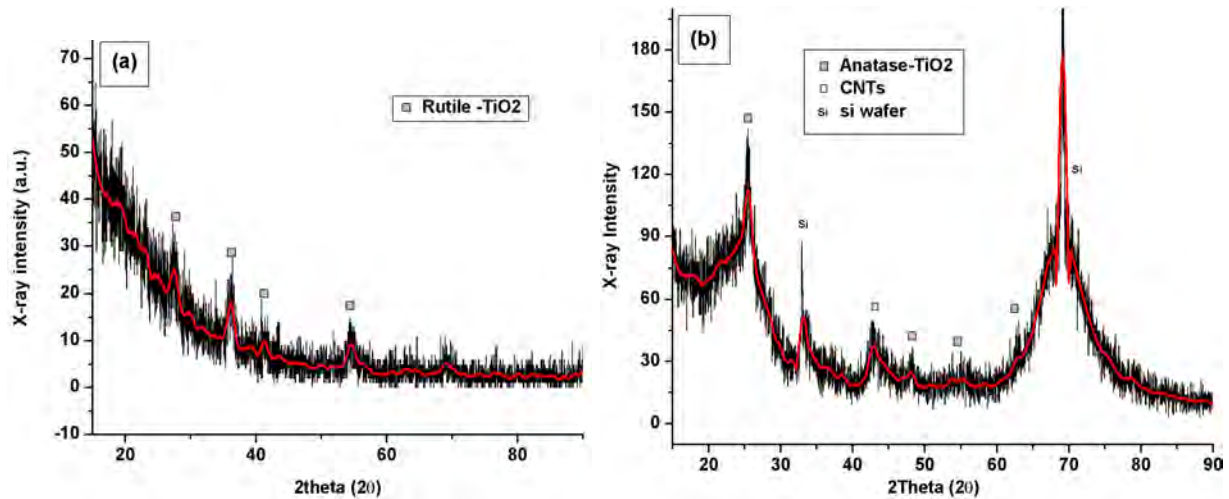 (a)
Rutile -TiO2
X-ray intensity (a.u.)
70
60
50
40
30
20
10
0
-10
20
40
60
80
2theta (2θ)
(b)
Anatase-TiO2
CNTs
si si wafer
si
si
X-ray Intensity
180
150
120
90
60
30
0
20
30
40
50
60
70
80
90
2Theta (2θ)